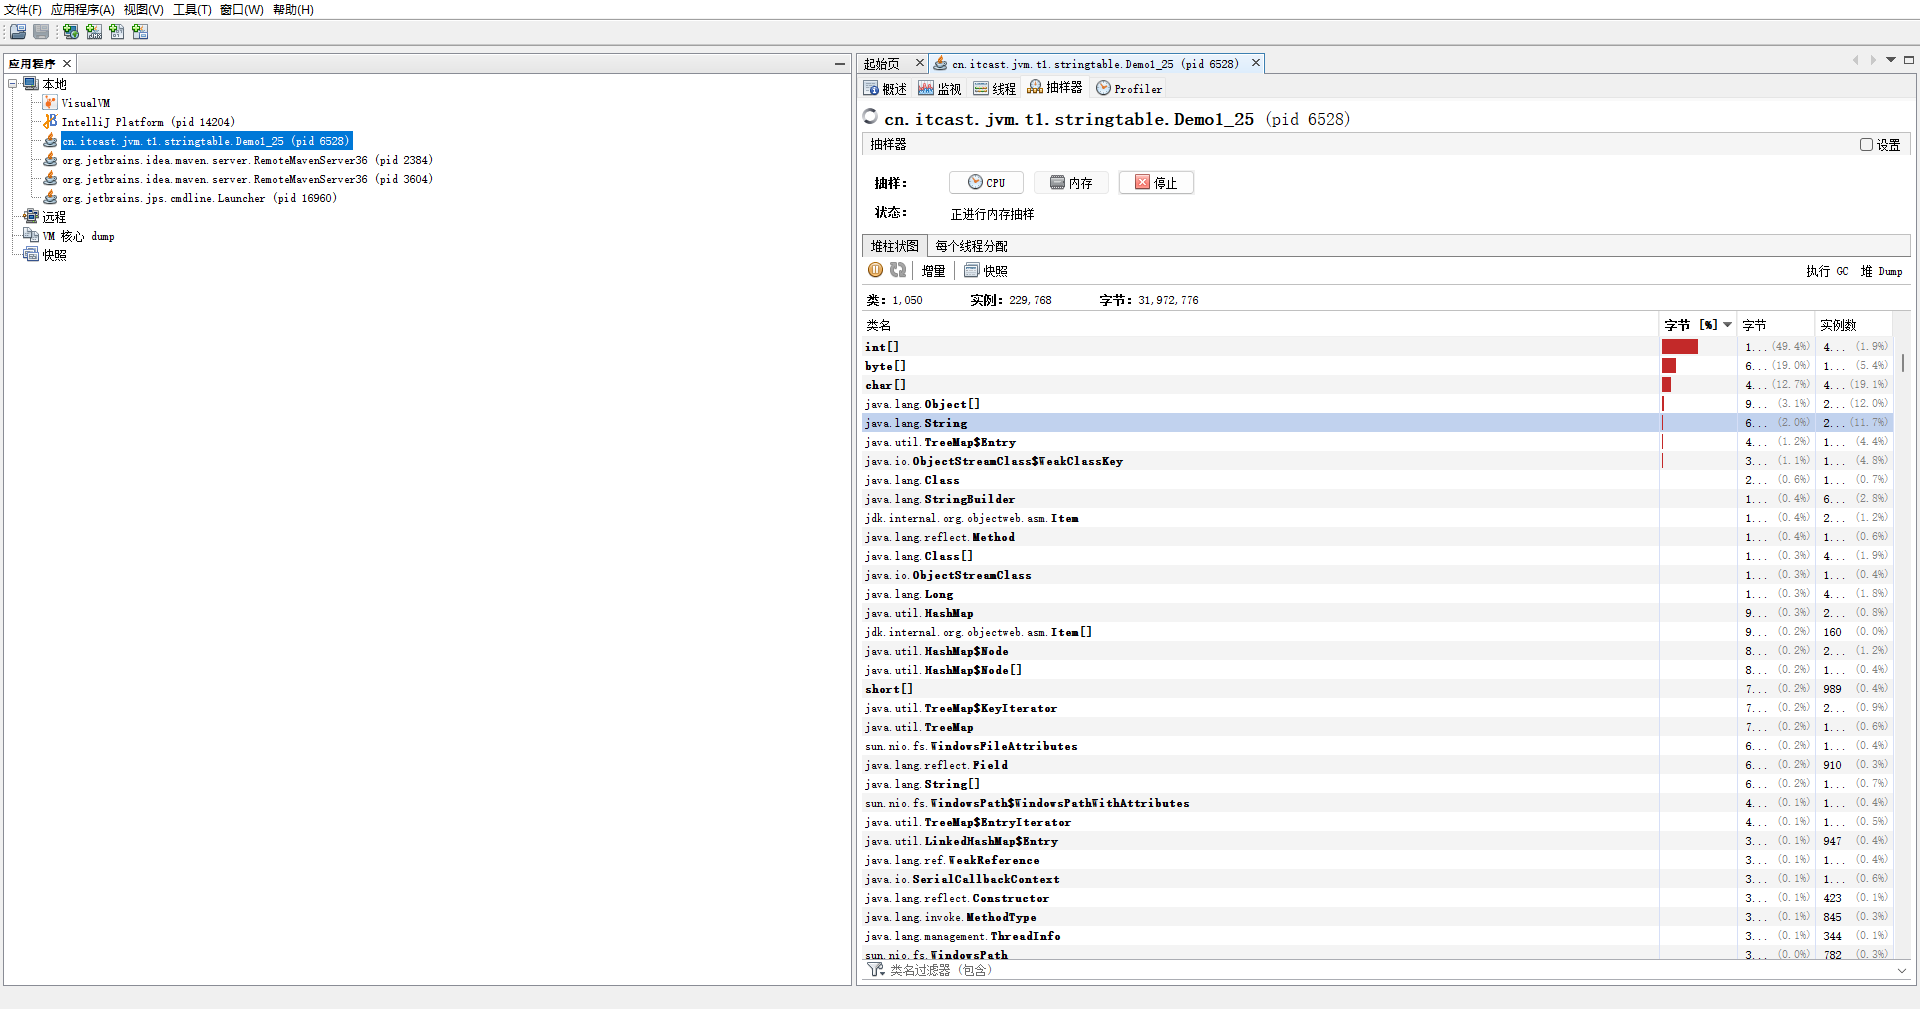 文件(F) 应用程序(A) 视图(V) 工具(T) 窗口(W) 帮助(H)
应用程序
本地
VisualVM
IntelliJ Platform (pid 14204)
cn.itcast.jvm.t1.stringtable.Demo1_25 (pid 6528)
org.jetbrains.idea.maven.server.RemoteMavenServer36 (pid 2384)
org.jetbrains.idea.maven.server.RemoteMavenServer36 (pid 3604)
org.jetbrains.jps.cmdline.Launcher (pid 16960)
远程
VM 核心 dump
快照
起始页 cn.itcast.jvm.t1.stringtable.Demo1_25 (pid 6528)
概述 监视 线程 抽样器 Profiler
cn.itcast.jvm.t1.stringtable.Demo1_25 (pid 6528)
抽样器 设置
抽样: CPU 内存 停止
状态: 正进行内存抽样
堆柱状图 每个线程分配
增量 快照 执行 GC 堆 Dump
类: 1,050 实例: 229,768 字节: 31,972,776
类名 字节 [%] 字节 实例数
int[] 1... (49.4%) 4... (1.9%)
byte[] 6... (19.0%) 1... (5.4%)
char[] 4... (12.7%) 4... (19.1%)
java.lang.Object[] 9... (3.1%) 2... (12.0%)
java.lang.String 6... (2.0%) 2... (11.7%)
java.util.TreeMap$Entry 4... (1.2%) 1... (4.4%)
java.io.ObjectStreamClass$WeakClassKey 3... (1.1%) 1... (4.8%)
java.lang.Class 2... (0.6%) 1... (0.7%)
java.lang.StringBuilder 1... (0.4%) 6... (2.8%)
jdk.internal.org.objectweb.asm.Item 1... (0.4%) 2... (1.2%)
java.lang.reflect.Method 1... (0.4%) 1... (0.6%)
java.lang.Class[] 1... (0.3%) 4... (1.9%)
java.io.ObjectStreamClass 1... (0.3%) 1... (0.4%)
java.lang.Long 1... (0.3%) 4... (1.8%)
java.util.HashMap 9... (0.3%) 2... (0.8%)
jdk.internal.org.objectweb.asm.Item[] 9... (0.2%) 160 (0.0%)
java.util.HashMap$Node 8... (0.2%) 2... (1.2%)
java.util.HashMap$Node[] 8... (0.2%) 1... (0.4%)
short[] 7... (0.2%) 989 (0.4%)
java.util.TreeMap$KeyIterator 7... (0.2%) 2... (0.9%)
java.util.TreeMap 7... (0.2%) 1... (0.6%)
sun.nio.fs.WindowsFileAttributes 6... (0.2%) 1... (0.4%)
java.lang.reflect.Field 6... (0.2%) 910 (0.3%)
java.lang.String[] 6... (0.2%) 1... (0.7%)
sun.nio.fs.WindowsPath$WindowsPathWithAttributes 4... (0.1%) 1... (0.4%)
java.util.TreeMap$EntryIterator 4... (0.1%) 1... (0.5%)
java.util.LinkedHashMap$Entry 3... (0.1%) 947 (0.4%)
java.lang.ref.WeakReference 3... (0.1%) 1... (0.4%)
java.io.SerialCallbackContext 3... (0.1%) 1... (0.6%)
java.lang.reflect.Constructor 3... (0.1%) 423 (0.1%)
java.lang.invoke.MethodType 3... (0.1%) 845 (0.3%)
java.lang.management.ThreadInfo 3... (0.1%) 344 (0.1%)
sun.nio.fs.WindowsPath 3... (0.0%) 782 (0.3%)
类名过滤器 (包含)